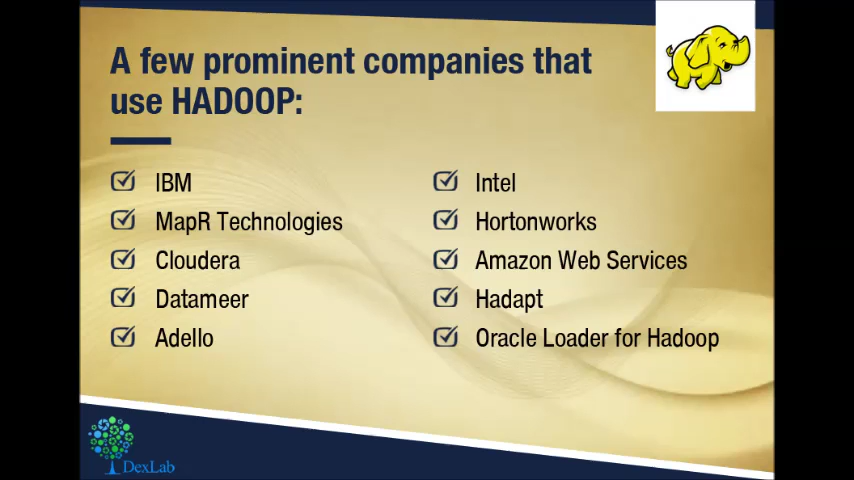 A few prominent companies that
use HADOOP:
IBM
MapR Technologies
Cloudera
Datameer
Adello
Intel
Hortonworks
Amazon Web Services
Hadapt
Oracle Loader for Hadoop
DexLab